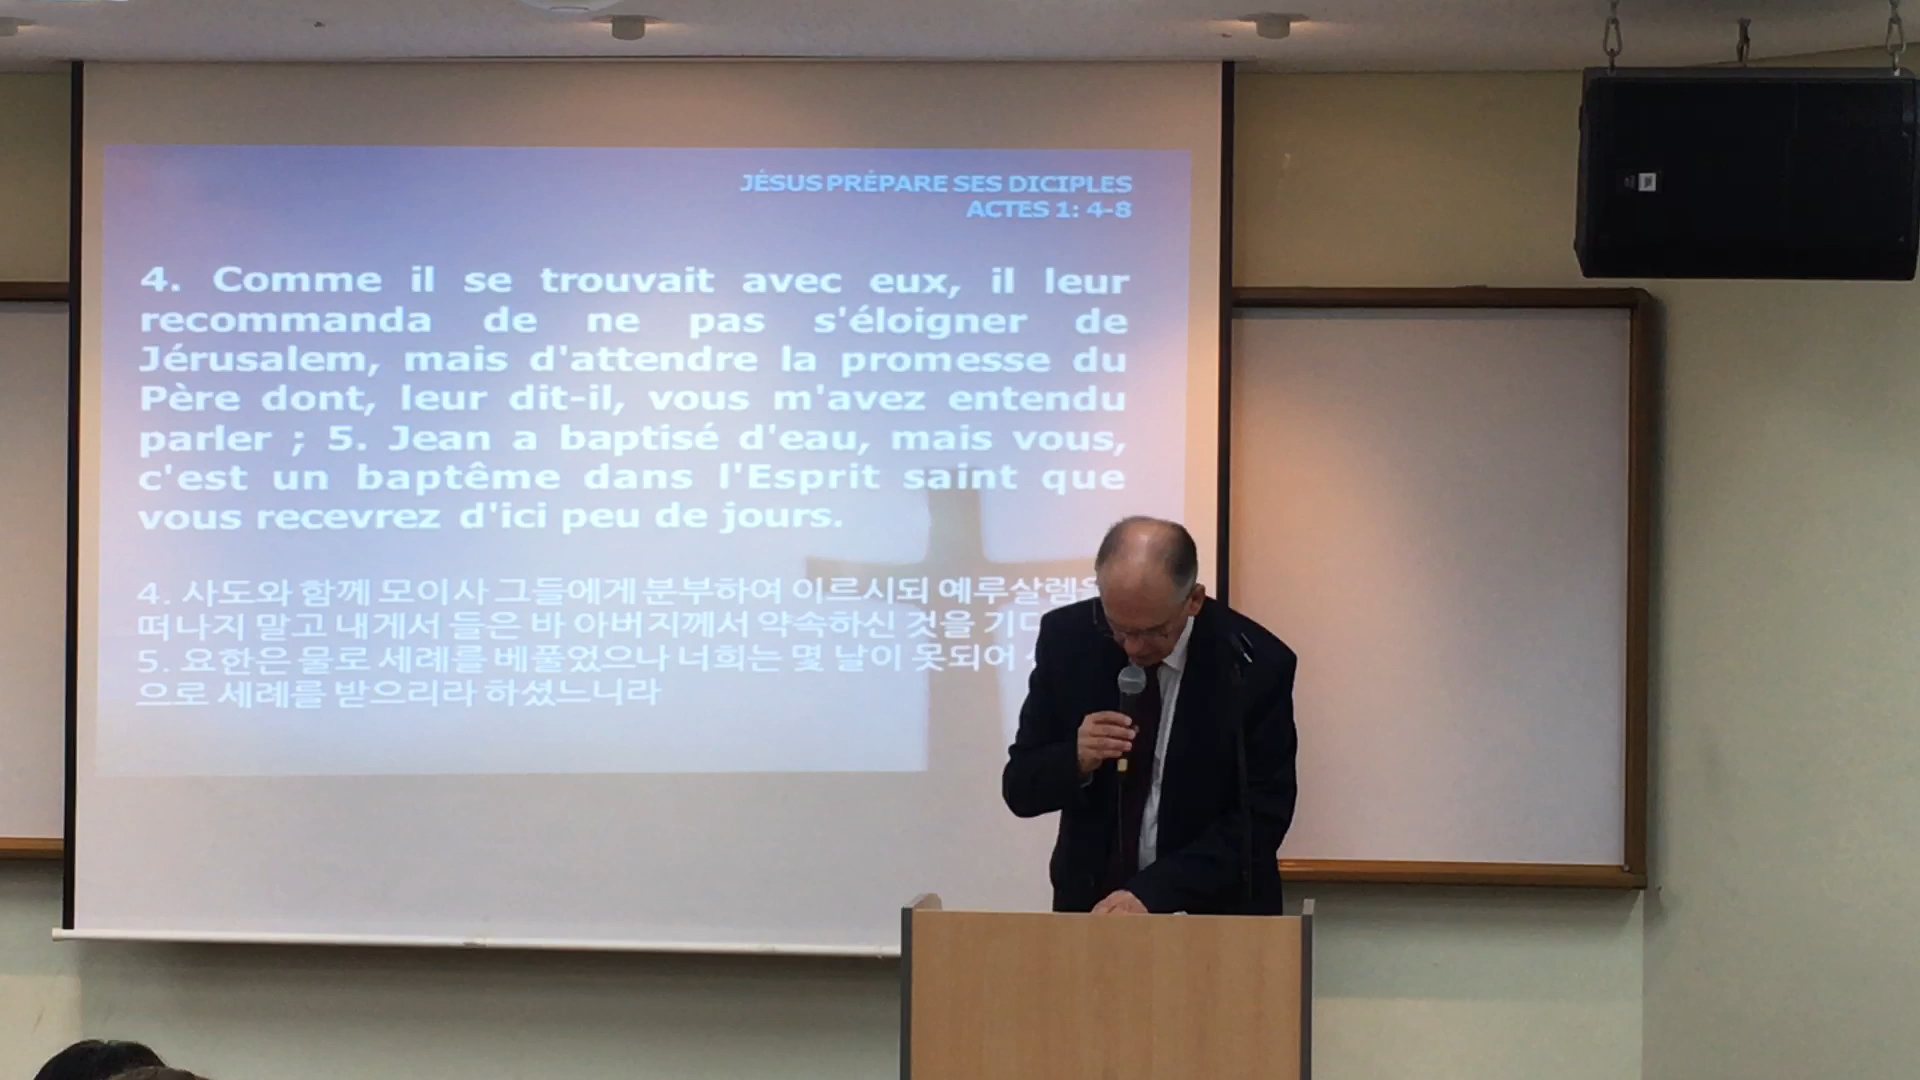 JÉSUS PRÉPARE SES DICIPLES
ACTES 1: 4-8
4. Comme il se trouvait avec eux, il leur
recommanda de ne pas s'éloigner de
Jérusalem, mais d'attendre la promesse du
Père dont, leur dit-il, vous m'avez entendu
parler ; 5. Jean a baptisé d'eau, mais vous,
c'est un baptême dans l'Esprit saint que
vous recevrez d'ici peu de jours.
4. 사도와 함께 모이사 그들에게 분부하여 이르시되 예루살렘을
떠나지 말고 내게서 들은 바 아버지께서 약속하신 것을
5. 요한은 물로 세례를 베풀었으나 너희는 몇 날이 못되어
으로 세례를 받으리라 하셨느니라